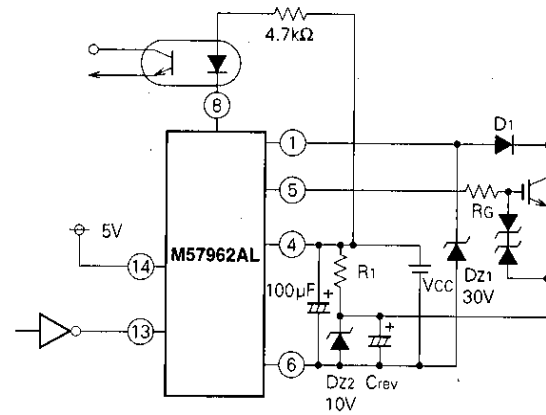 4.7kΩ
8
1
D1
5
5V
RG
M57962AL
4
14
R1
VCC
DZ1
30V
100μF
+
+
13
6
DZ2
10V
Crev